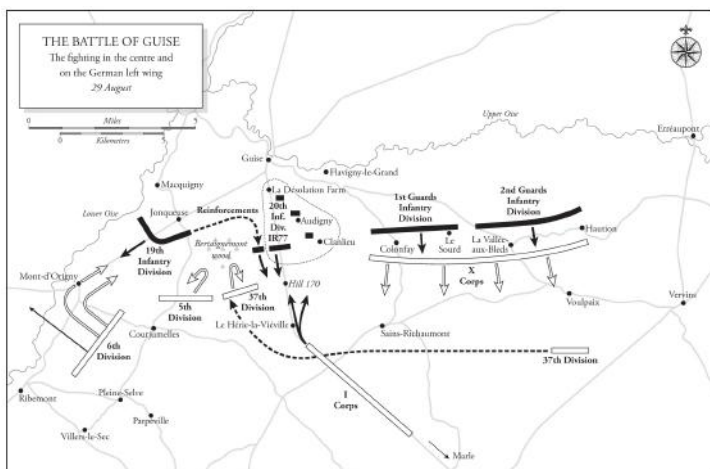 THE BATTLE OF GUISE
The fighting in the centre and
on the German left wing
29 August
0 Miles 5
0 Kilometers 5
Upper Oise
Erréaupont
Guise
Flavigny-le-Grand
Macquigny
La Désolation Farm
Lower Oise
Jonqueuse
Reinforcements
20th
Inf.
Div.
IR77
Audigny
Clanlieu
1st Guards
Infantry
Division
2nd Guards
Infantry
Division
Colonfay
Le
Sourd
La Vallée-
aux-Bleds
Haution
19th
Infantry
Division
Bertaignemont
wood
Mont-d'Origny
Hill 170
X
Corps
5th
Division
37th
Division
Voulpaix
Vervins
6th
Division
Courjumelles
Le Hérie-la-Viéville
Sains-Richaumont
37th Division
Ribemont
Pleine-Selve
Parpeville
Villers-le-Sec
I
Corps
Marle